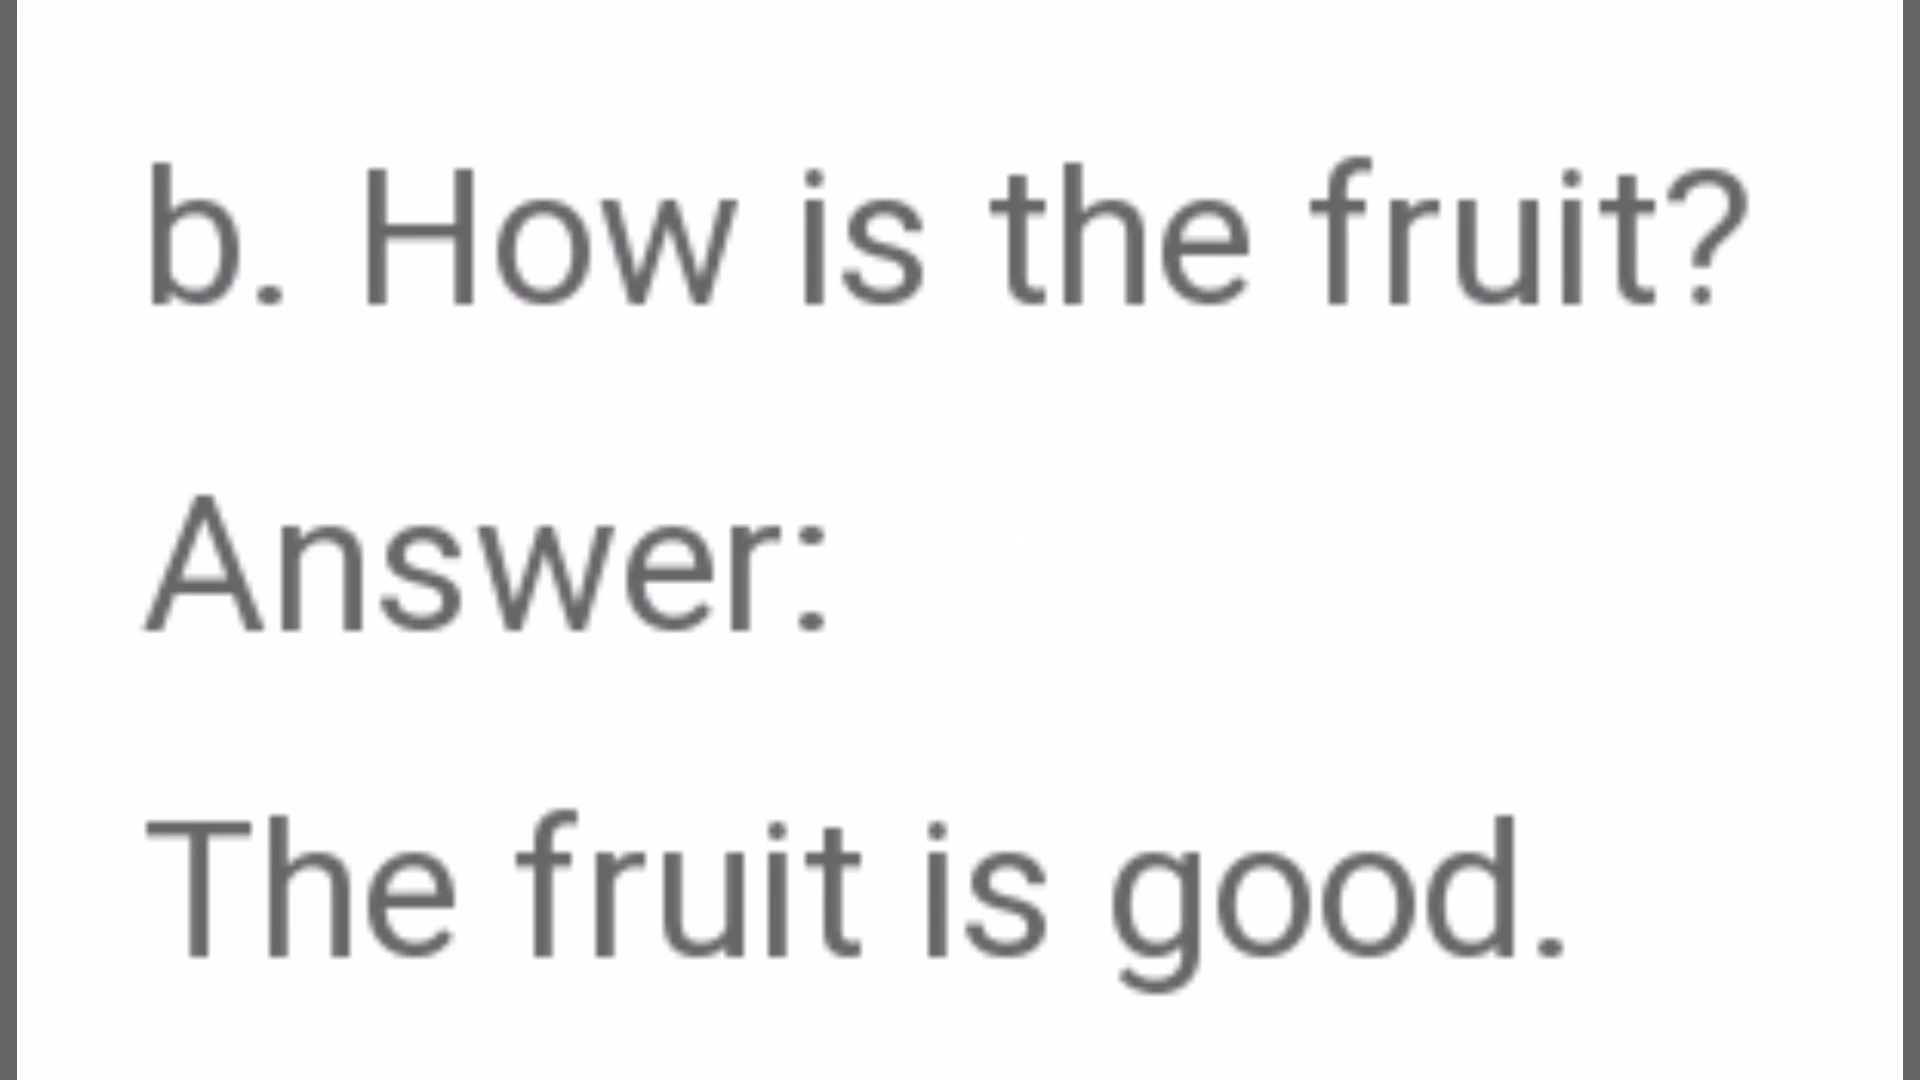 b. How is the fruit?
Answer:
The fruit is good.